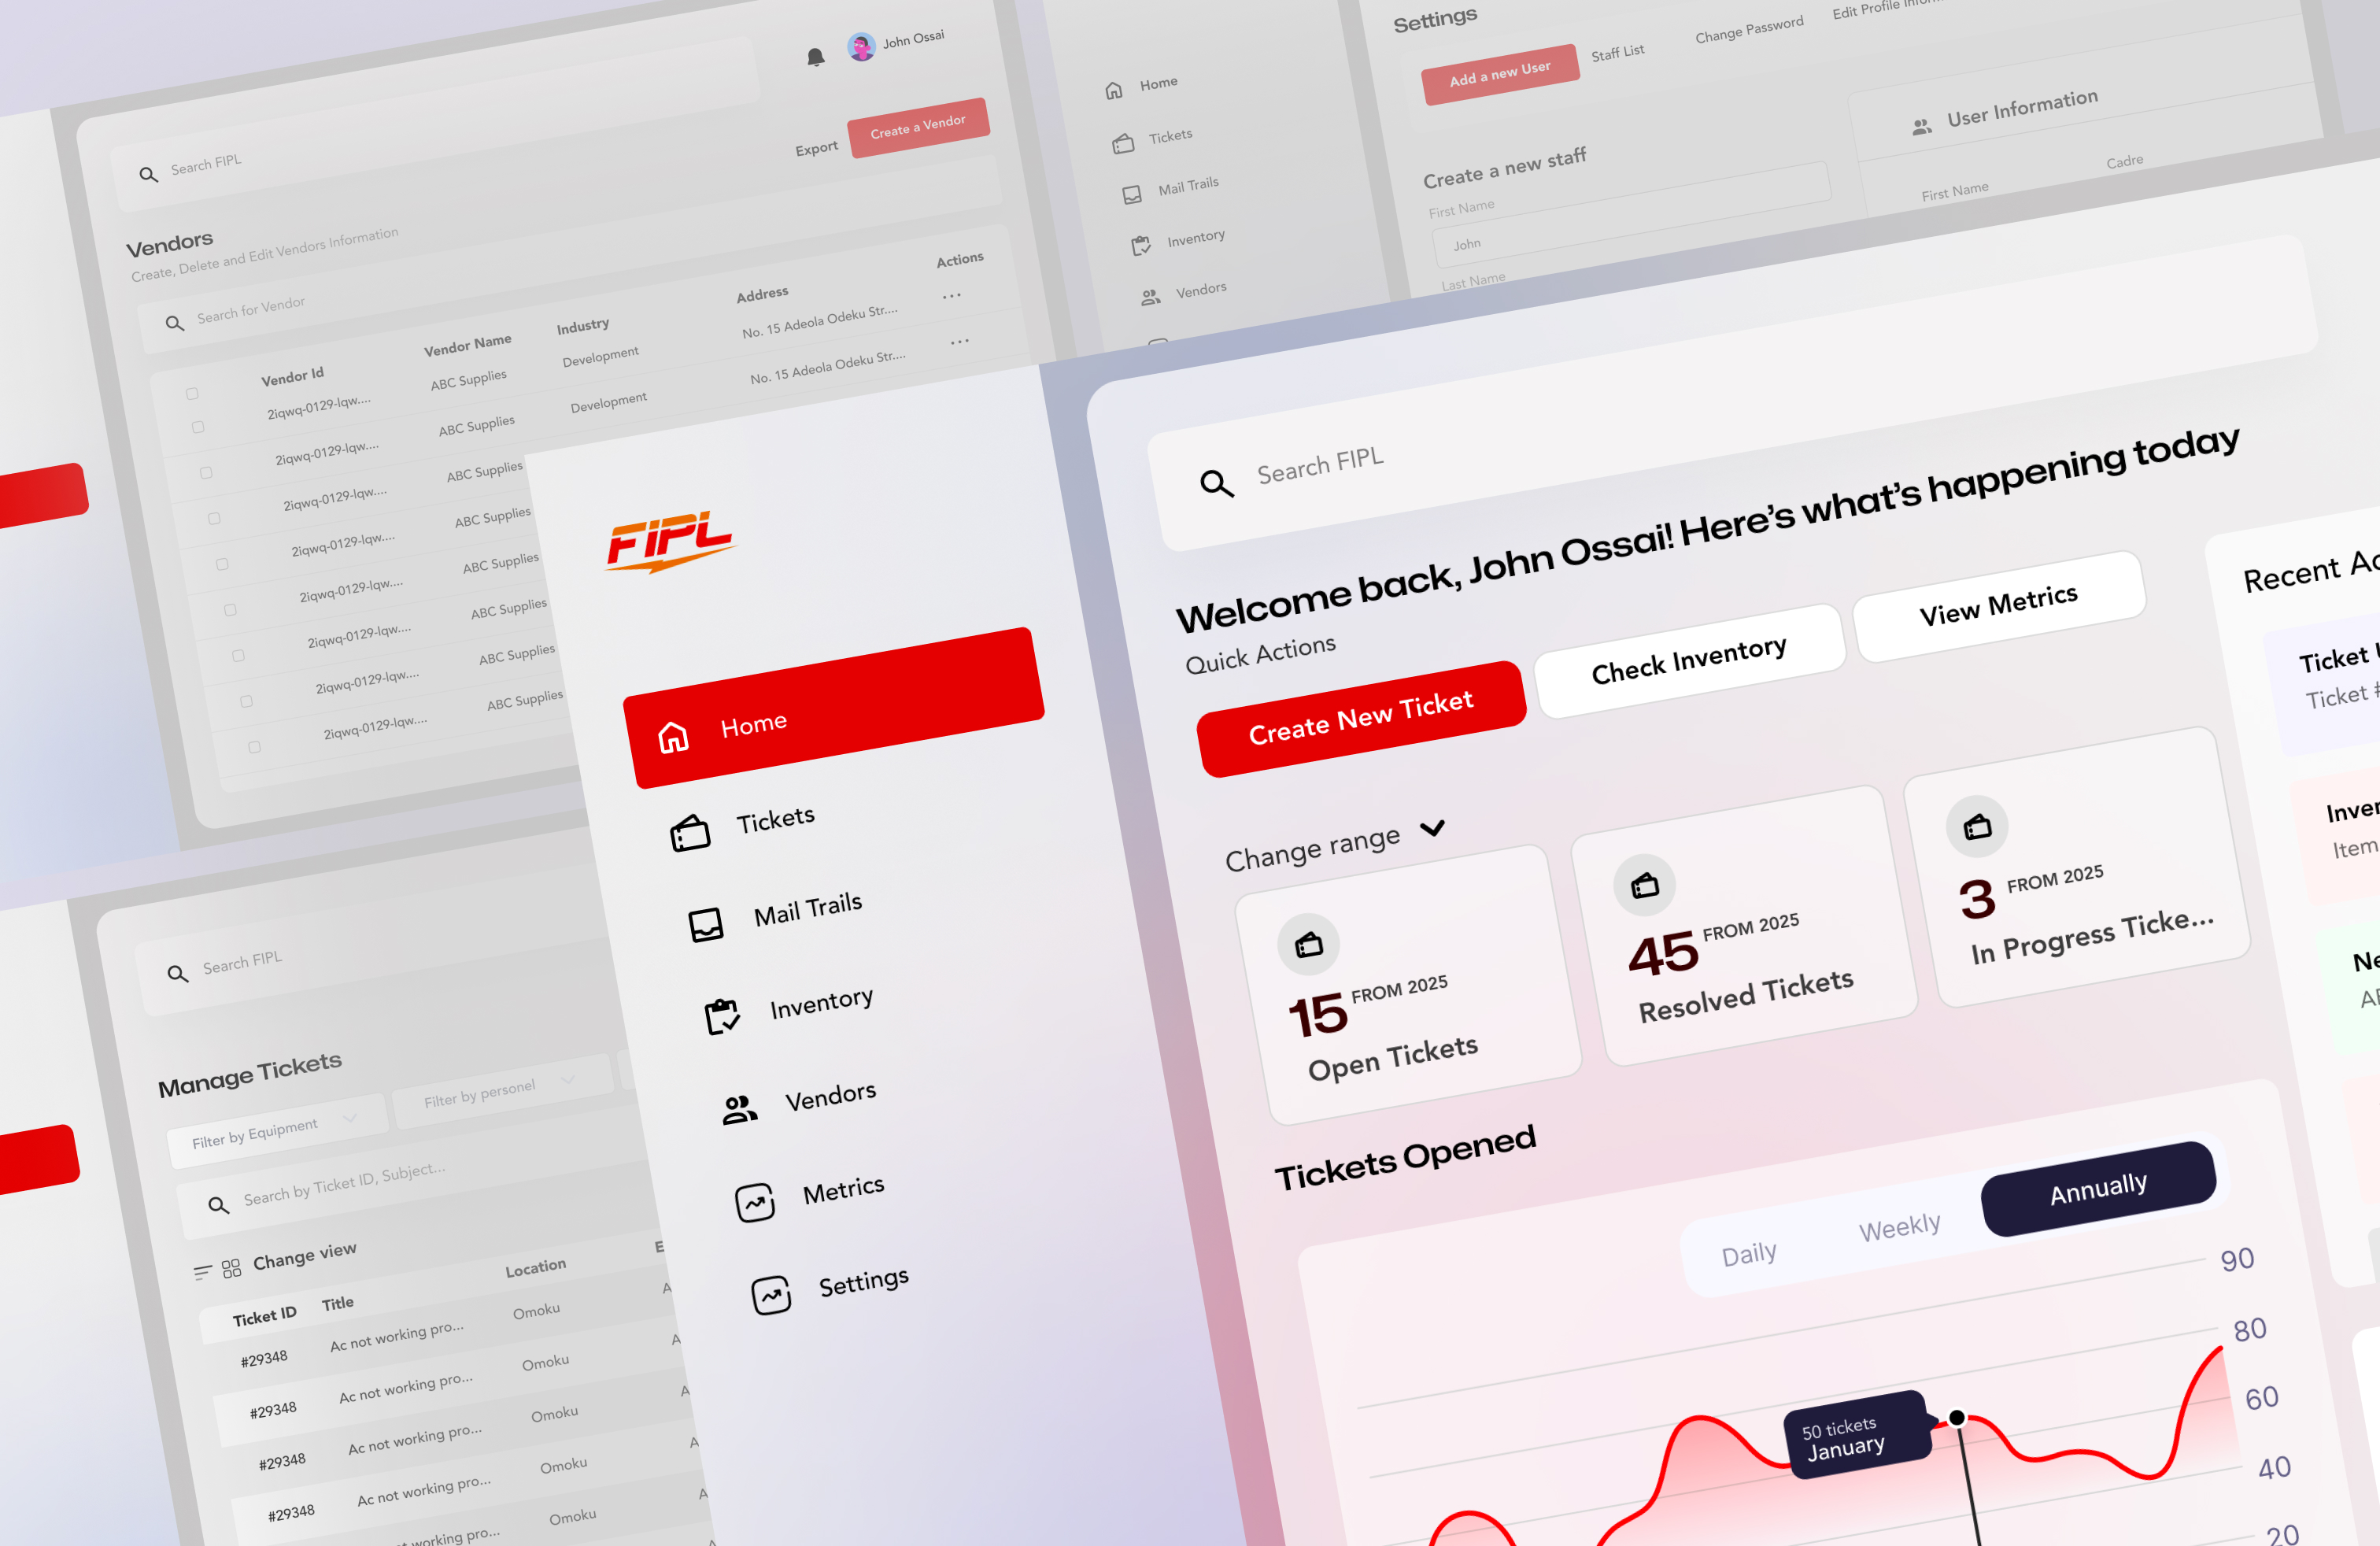 John Ossai
Search FIPL
Export
Create a Vendor
Vendors
Create, Delete and Edit Vendors Information
Search for Vendor
Vendor Id Vendor Name Industry Address Actions
2iqwq-0129-lqw.... ABC Supplies Development No. 15 Adeola Odeku Str....
2iqwq-0129-lqw.... ABC Supplies Development No. 15 Adeola Odeku Str....
2iqwq-0129-lqw.... ABC Supplies
2iqwq-0129-lqw.... ABC Supplies
2iqwq-0129-lqw.... ABC Supplies
2iqwq-0129-lqw.... ABC Supplies
2iqwq-0129-lqw.... ABC Supplies
2iqwq-0129-lqw.... ABC Supplies
Home
Tickets
Mail Trails
Inventory
Vendors
Settings
Add a new User
Staff List
Change Password
Edit Profile
Create a new staff
First Name
John
Last Name
User Information
First Name
Cadre
Search FIPL
Manage Tickets
Filter by Equipment
Filter by personel
Search by Ticket ID, Subject...
Change view
Ticket ID Title Location
#29348 Ac not working pro... Omoku
#29348 Ac not working pro... Omoku
#29348 Ac not working pro... Omoku
#29348 Ac not working pro... Omoku
working pro... Omoku
FIPL
Home
Tickets
Mail Trails
Inventory
Vendors
Metrics
Settings
Search FIPL
Welcome back, John Ossai! Here's what's happening today
Quick Actions
Create New Ticket
Check Inventory
View Metrics
Change range
15 FROM 2025
Open Tickets
45 FROM 2025
Resolved Tickets
3 FROM 2025
In Progress Ticke...
Recent Ac
Ticket
Ticket #
Inven
Item
Ne
Tickets Opened
Daily
Weekly
Annually
90
80
60
40
20
50 tickets
January